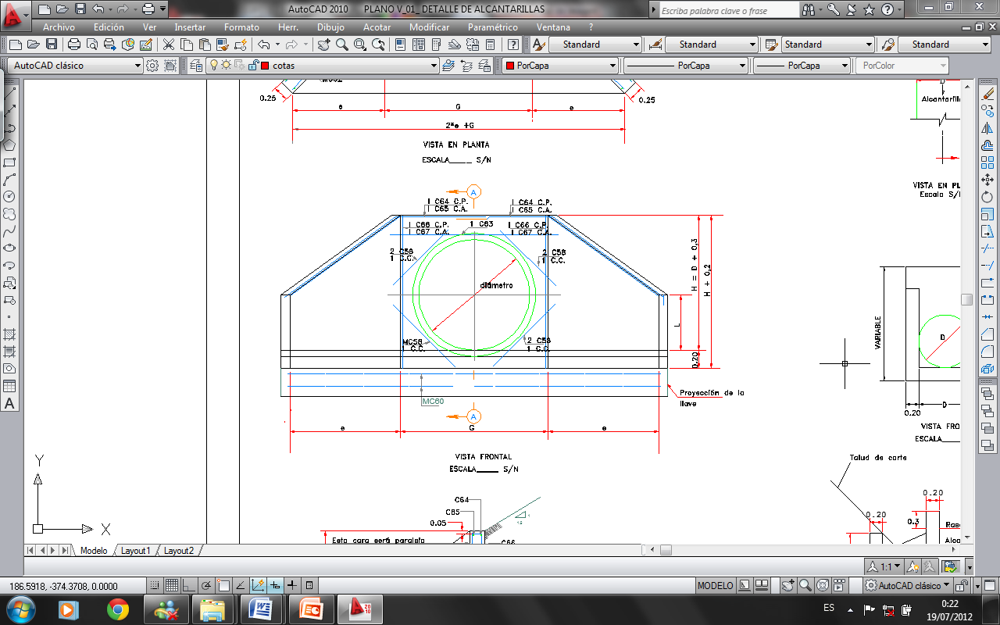 AutoCAD 2010 PLANO V_01_ DETALLE DE ALCANTARILLAS
Escriba palabra clave o frase
Archivo Edición Ver Insertar Formato Herr. Dibujo Acotar Modificar Paramétrico Ventana ?
Standard Standard Standard Standard
AutoCAD clásico cotas PorCapa PorCapa PorCapa PorColor
0.25 0.25
e G e
2*e +G
VISTA EN PLANTA
ESCALA____ S/N
D
Alcantarill
VISTA EN PL
Escala S/
A
1 C64 C.P.
1 C65 C.A.
1 C64 C.P.
1 C65 C.A.
1 C66 C.P.
1 C67 C.A.
1 C63
1 C66 C.P.
1 C67 C.A.
2 C58
1 C.C.
2 C58
1 C.C.
diámetro
H = D + 0,3
H + 0,2
L
0.20
MC58
1 C.C.
2 C58
1 C.C.
MC60
Proyección de la
llave
A
e G e
VISTA FRONTAL
ESCALA____ S/N
VARIABLE
D
0.20 D
VISTA FRO
ESCALA____
Talud de corte
0.20
0.20
0.3
Ras
Alca
C64
C65
0.05
1
1.5
Esta cara será paralela
C66
Y
X
Modelo Layout1 Layout2
1:1
186.5918, -374.3708, 0.0000
MODELO
AutoCAD clásico
ES
0:22
19/07/2012